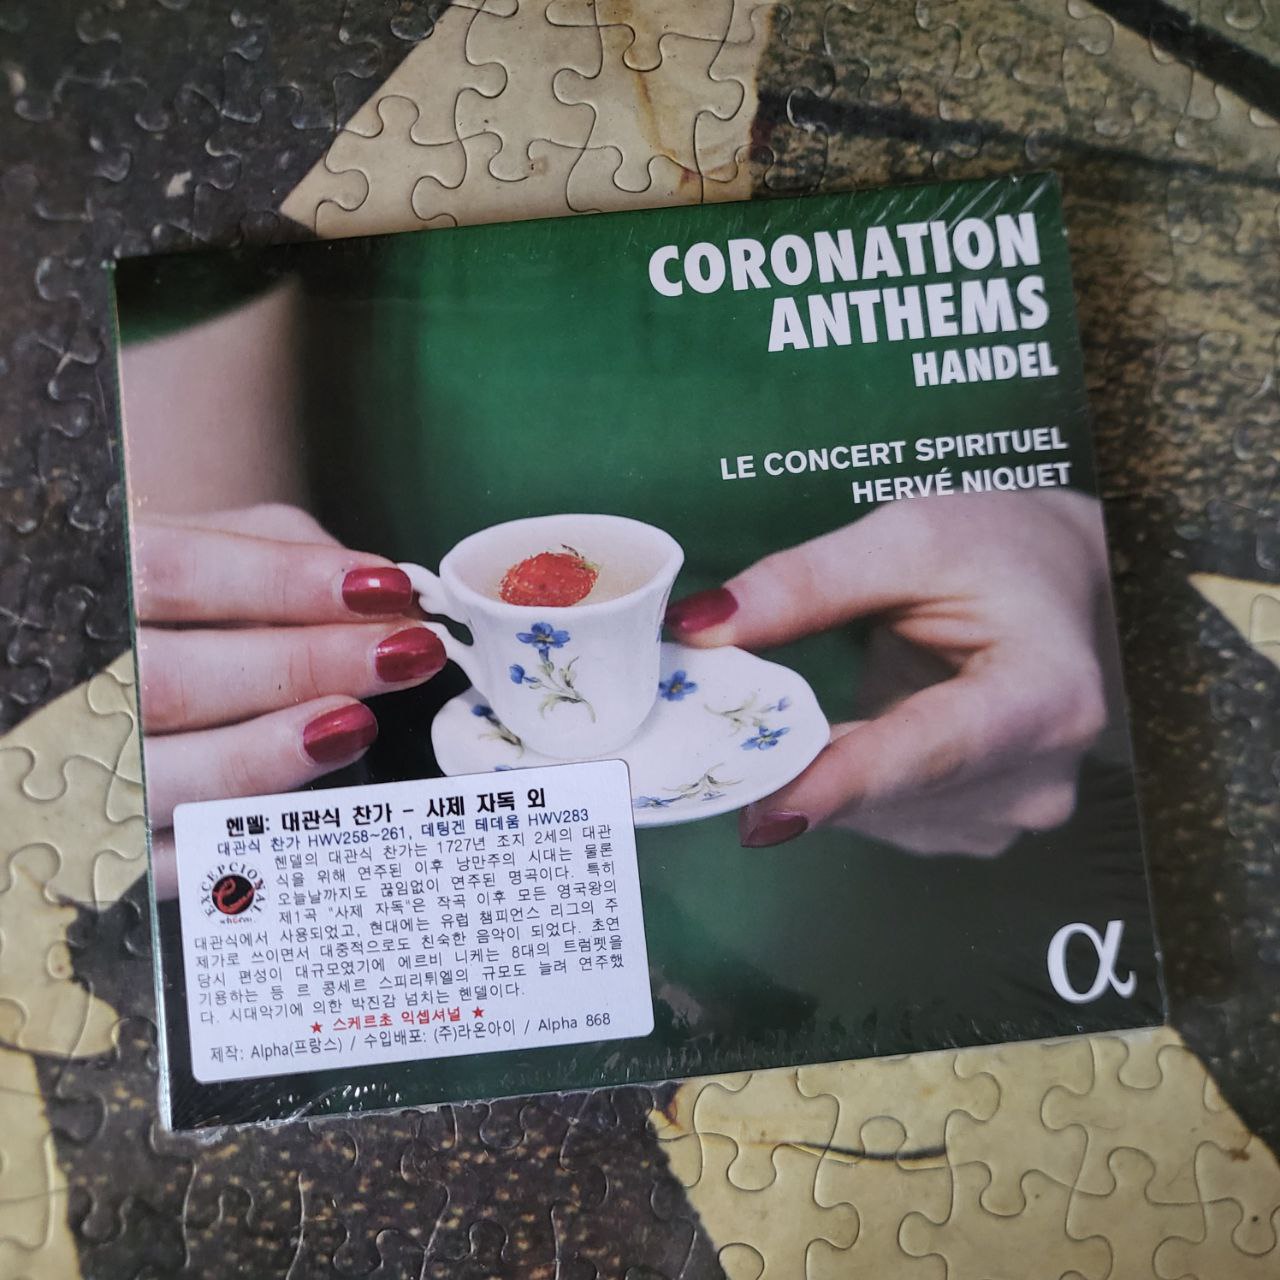 CORONATION
ANTHEMS
HANDEL
LE CONCERT SPIRITUEL
HERVÉ NIQUET
헨델: 대관식 찬가 - 사제 자독 외
대관식 찬가 HWV258~261, 데팅겐 테데움 HWV283
헨델의 대관식 찬가는 1727년 조지 2세의 대관
식을 위해 연주된 이후 낭만주의 시대는 물론
오늘날까지도 끊임없이 연주된 명곡이다. 특히
제1곡 "사제 자독"은 작곡 이후 모든 영국왕의
대관식에서 사용되었고, 현대에는 유럽 챔피언스 리그의 주
제가로 쓰이면서 대중적으로도 친숙한 음악이 되었다. 초연
당시 편성이 대규모였기에 에르비 니케는 8대의 트럼펫을
기용하는 등 르 콩세르 스피리튀엘의 규모도 늘려 연주했
다. 시대악기에 의한 박진감 넘치는 헨델이다.
EXCEPCIONAL
★ 스케르초 익셉셔널 ★
제작: Alpha(프랑스) / 수입배포: (주)라온아이 / Alpha 868
α